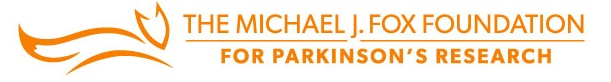 THE MICHAEL J. FOX FOUNDATION
FOR PARKINSON'S RESEARCH